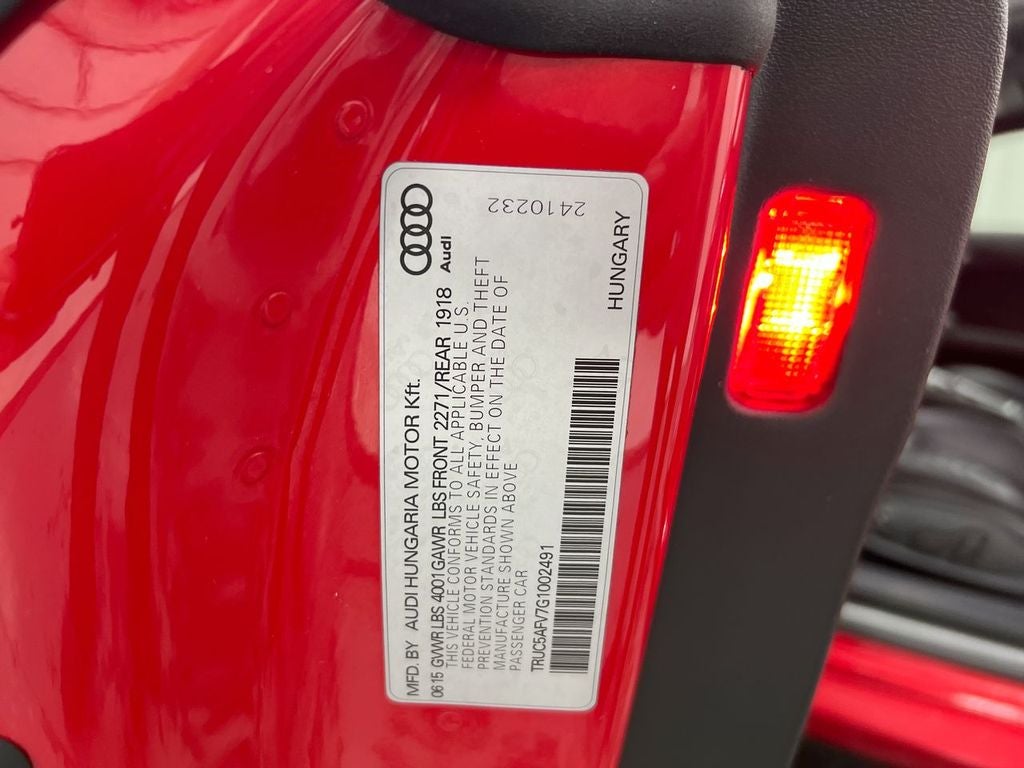 MFD. BY AUDI HUNGARIA MOTOR Kft.
Audi
0615 GVWR LBS 4001 GAWR LBS FRONT 2271/REAR 1918
THIS VEHICLE CONFORMS TO ALL APPLICABLE U.S.
FEDERAL MOTOR VEHICLE SAFETY, BUMPER AND THEFT
PREVENTION STANDARDS IN EFFECT ON THE DATE OF
MANUFACTURE SHOWN ABOVE
PASSENGER CAR
2410232
TRUC5AFV7G1002491
HUNGARY